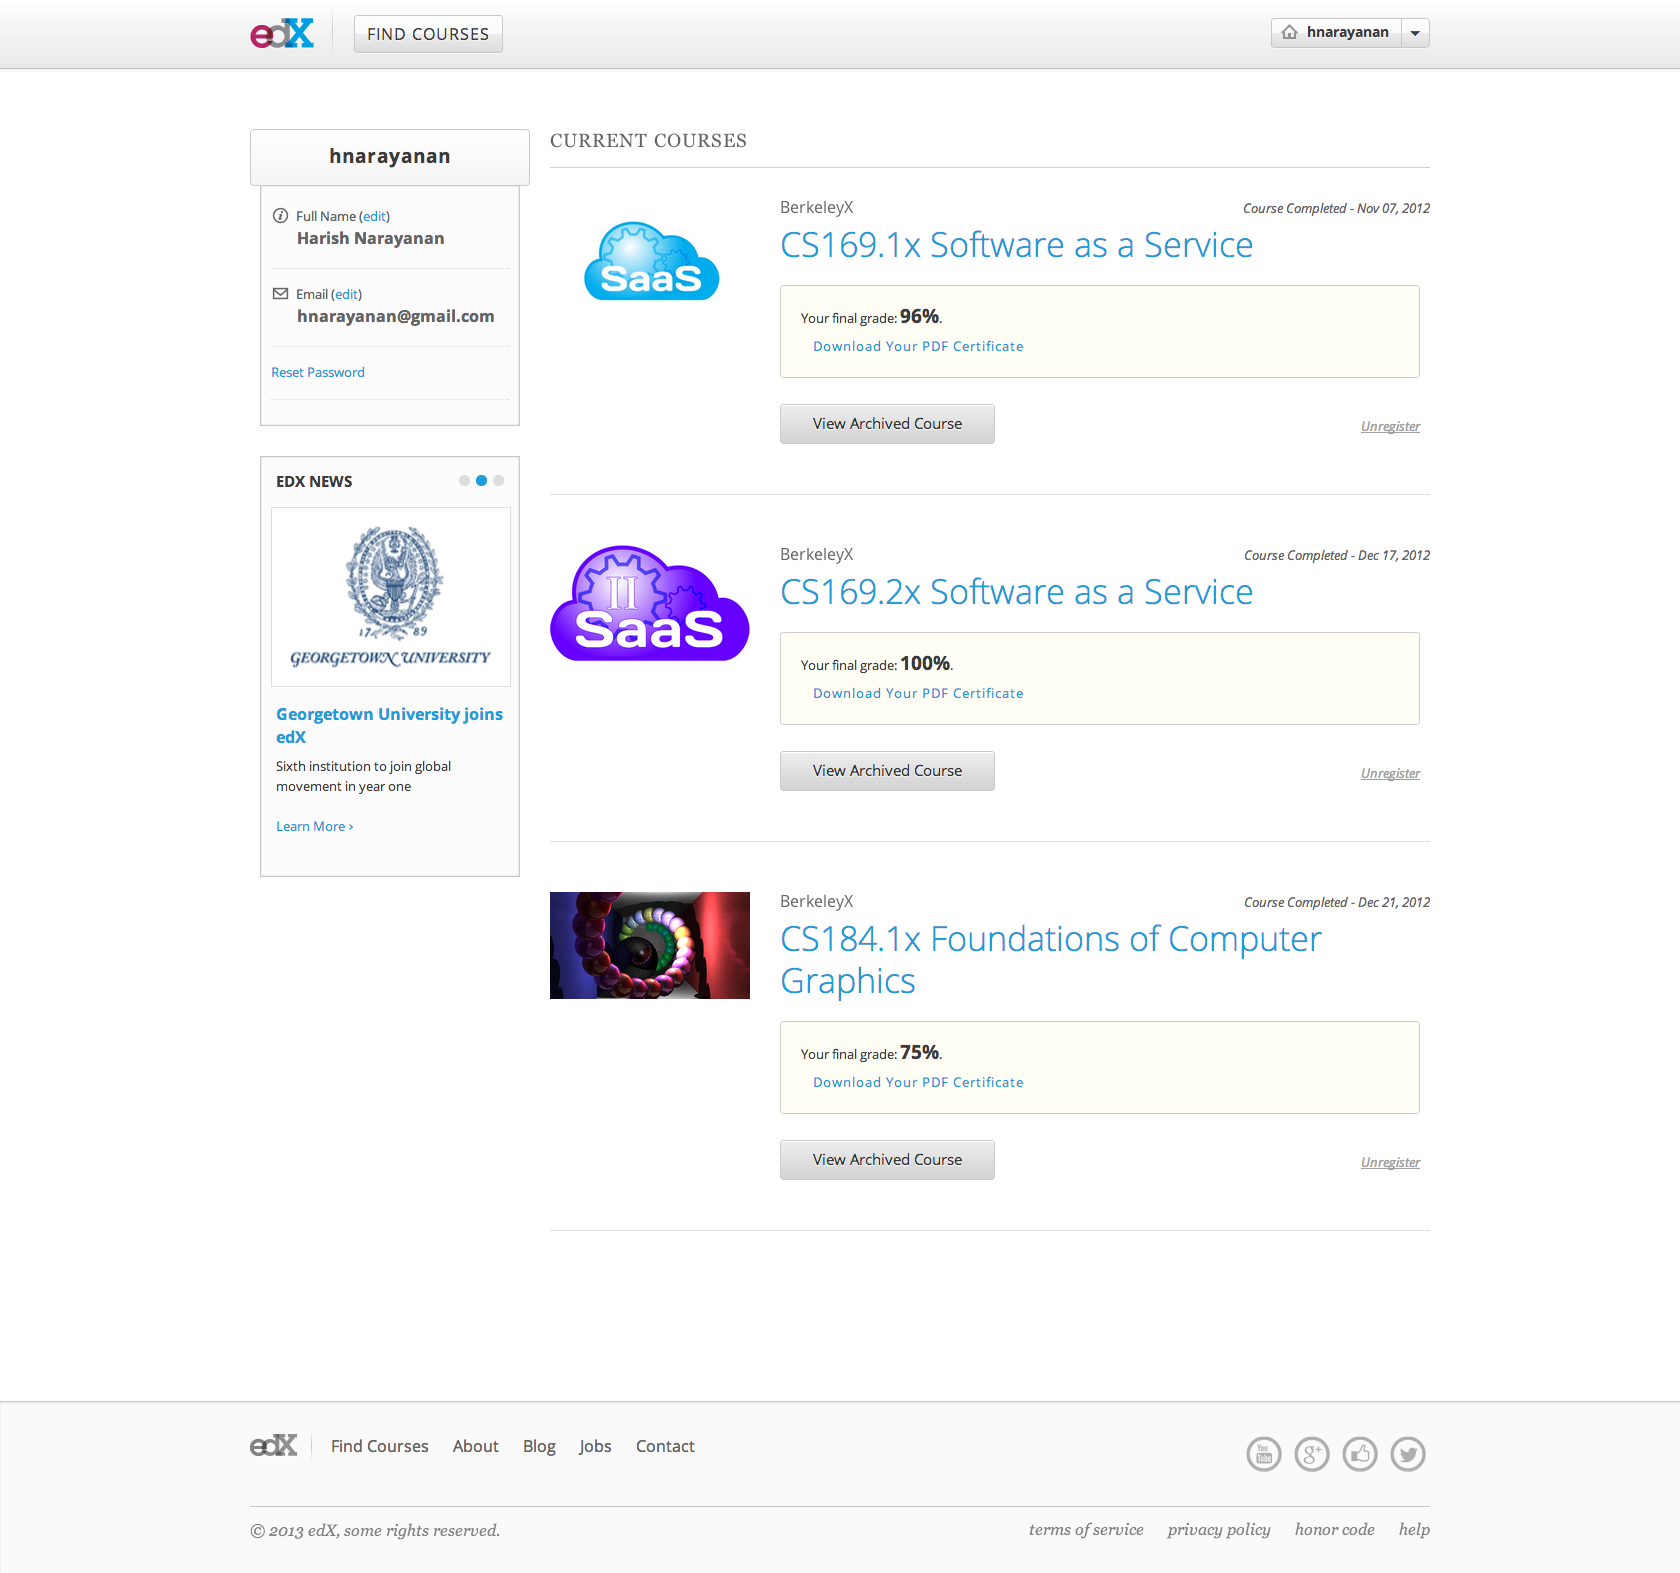 edX
FIND COURSES
hnarayanan
hnarayanan
Full Name (edit)
Harish Narayanan
Email (edit)
hnarayanan@gmail.com
Reset Password
EDX NEWS
17 89
GEORGETOWN UNIVERSITY
Georgetown University joins
edX
Sixth institution to join global
movement in year one
Learn More ›
CURRENT COURSES
SaaS
BerkeleyX
Course Completed - Nov 07, 2012
CS169.1x Software as a Service
Your final grade: 96%.
Download Your PDF Certificate
View Archived Course
Unregister
II
SaaS
BerkeleyX
Course Completed - Dec 17, 2012
CS169.2x Software as a Service
Your final grade: 100%.
Download Your PDF Certificate
View Archived Course
Unregister
BerkeleyX
Course Completed - Dec 21, 2012
CS184.1x Foundations of Computer
Graphics
Your final grade: 75%.
Download Your PDF Certificate
View Archived Course
Unregister
edX
Find Courses
About
Blog
Jobs
Contact
You
Tube
g+
© 2013 edX, some rights reserved.
terms of service
privacy policy
honor code
help